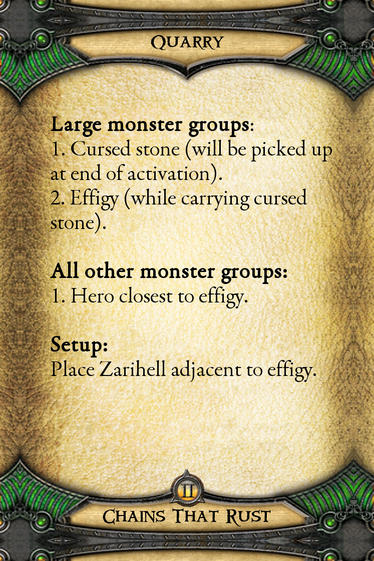 Quarry
Large monster groups:
1. Cursed stone (will be picked up
at end of activation).
2. Effigy (while carrying cursed
stone).
All other monster groups:
1. Hero closest to effigy.
Setup:
Place Zarihell adjacent to effigy.
II
Chains That Rust